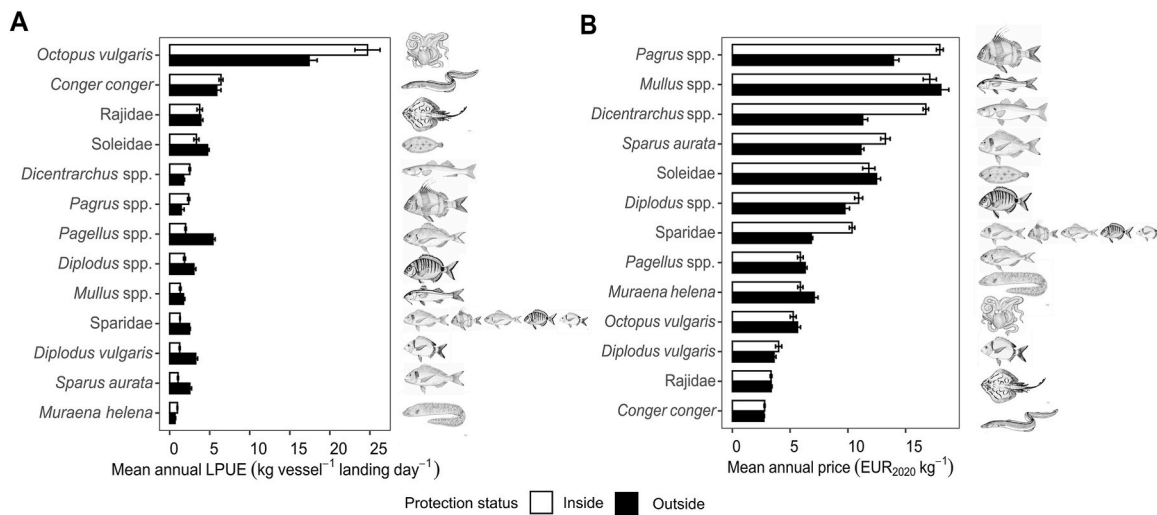 A
Octopus vulgaris
Conger conger
Rajidae
Soleidae
Dicentrarchus spp.
Pagrus spp.
Pagellus spp.
Diplodus spp.
Mullus spp.
Sparidae
Diplodus vulgaris
Sparus aurata
Muraena helena
0 5 10 15 20 25
Mean annual LPUE (kg vessel⁻¹ landing day⁻¹)
B
Pagrus spp.
Mullus spp.
Dicentrarchus spp.
Sparus aurata
Soleidae
Diplodus spp.
Sparidae
Pagellus spp.
Muraena helena
Octopus vulgaris
Diplodus vulgaris
Rajidae
Conger conger
0 5 10 15
Mean annual price (EUR₂₀₂₀ kg⁻¹)
Protection status Inside Outside